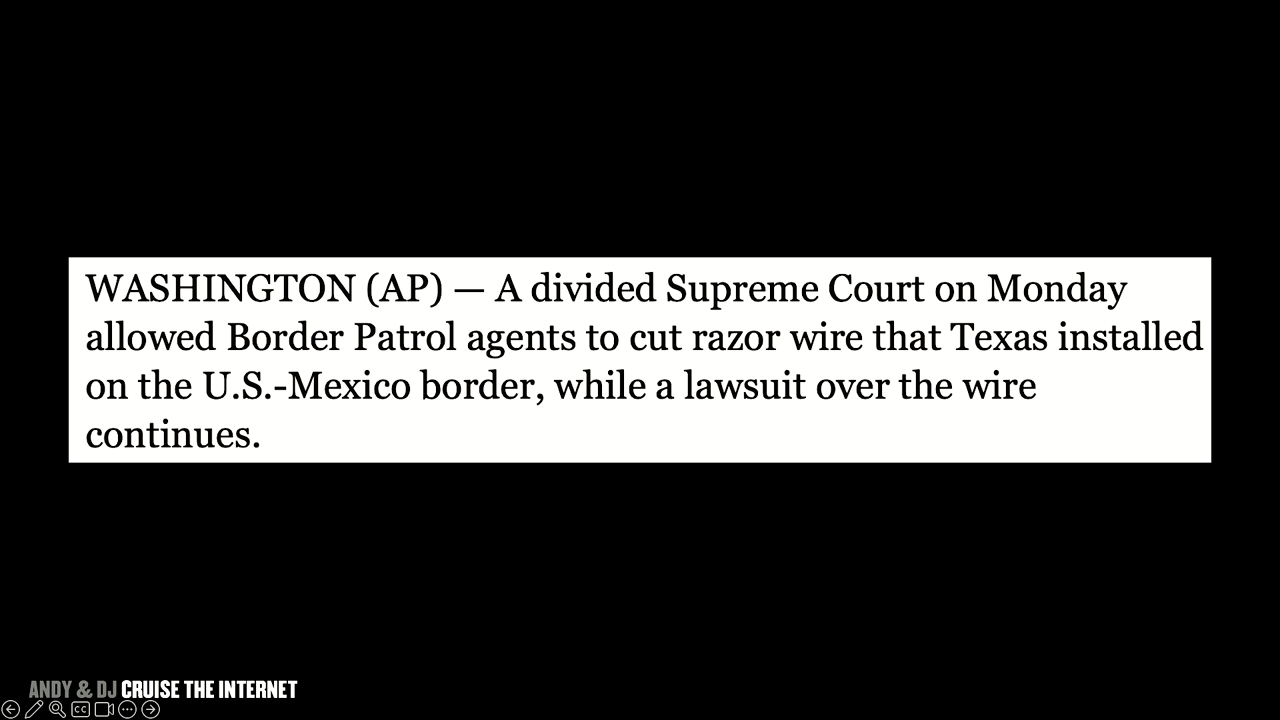 WASHINGTON (AP) — A divided Supreme Court on Monday
allowed Border Patrol agents to cut razor wire that Texas installed
on the U.S.-Mexico border, while a lawsuit over the wire
continues.
ANDY & DJ CRUISE THE INTERNET
CC